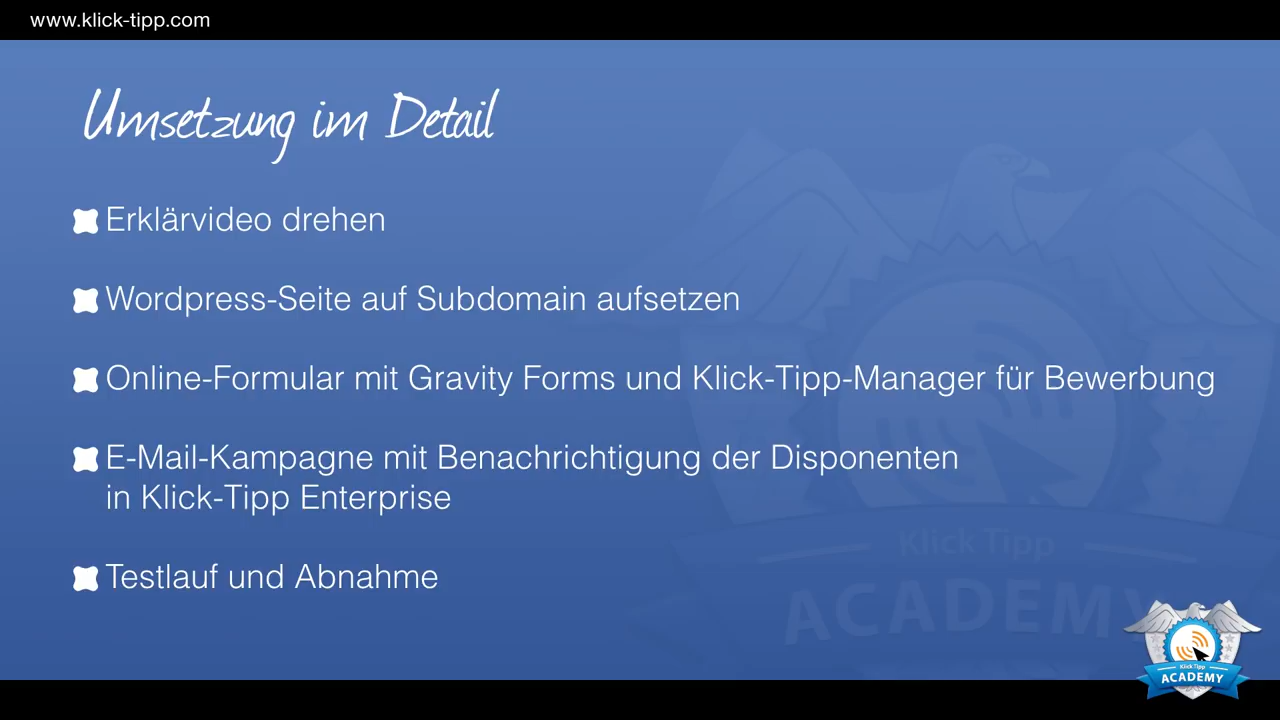 www.klick-tipp.com
Umsetzung im Detail
Erklärvideo drehen
Wordpress-Seite auf Subdomain aufsetzen
Online-Formular mit Gravity Forms und Klick-Tipp-Manager für Bewerbung
E-Mail-Kampagne mit Benachrichtigung der Disponenten
in Klick-Tipp Enterprise
Testlauf und Abnahme
Klick Tipp
ACADEMY
Klick Tipp
ACADEMY